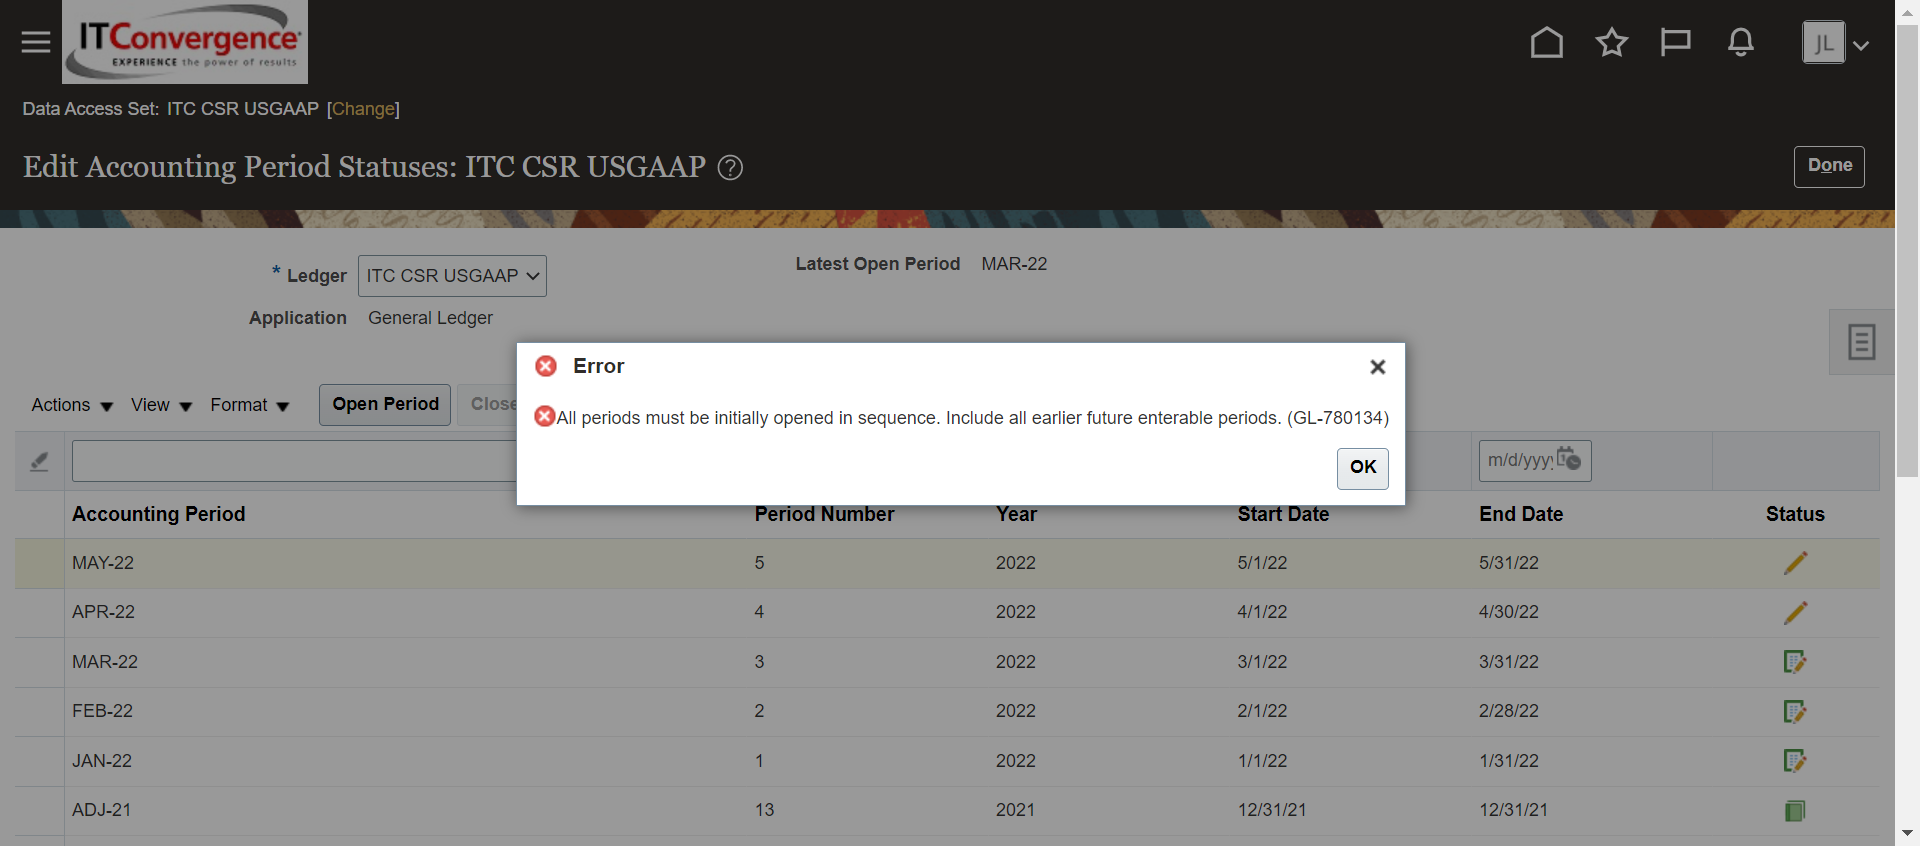 ITConvergence
EXPERIENCE the power of results
JL
Data Access Set: ITC CSR USGAAP [Change]
Edit Accounting Period Statuses: ITC CSR USGAAP ?
Done
* Ledger ITC CSR USGAAP
Latest Open Period MAR-22
Application General Ledger
Error
All periods must be initially opened in sequence. Include all earlier future enterable periods. (GL-780134)
OK
Actions View Format Open Period Close
m/d/yyyy
Accounting Period Period Number Year Start Date End Date Status
MAY-22 5 2022 5/1/22 5/31/22
APR-22 4 2022 4/1/22 4/30/22
MAR-22 3 2022 3/1/22 3/31/22
FEB-22 2 2022 2/1/22 2/28/22
JAN-22 1 2022 1/1/22 1/31/22
ADJ-21 13 2021 12/31/21 12/31/21